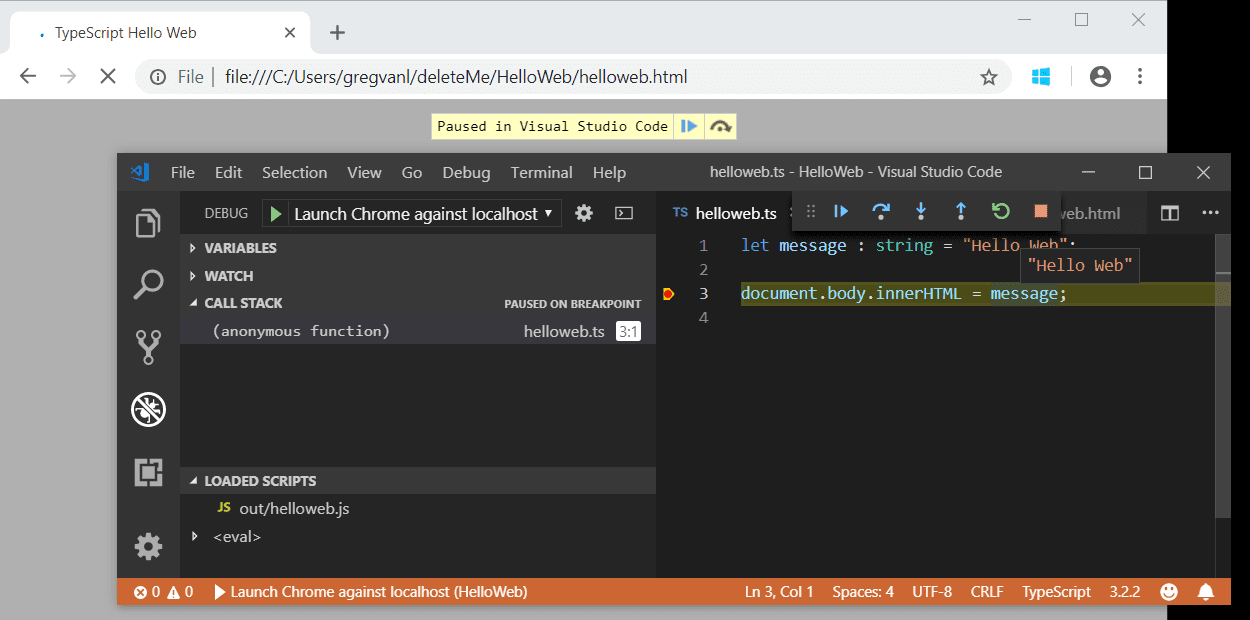 TypeScript Hello Web
File file:///C:/Users/gregvanl/deleteMe/HelloWeb/helloweb.html
Paused in Visual Studio Code
File Edit Selection View Go Debug Terminal Help helloweb.ts - HelloWeb - Visual Studio Code
DEBUG Launch Chrome against localhost
TS helloweb.ts web.html
VARIABLES
WATCH
CALL STACK PAUSED ON BREAKPOINT
(anonymous function) helloweb.ts 3:1
LOADED SCRIPTS
JS out/helloweb.js
<eval>
1 let message : string = "Hello Web";
"Hello Web"
2
3 document.body.innerHTML = message;
4
0 0 Launch Chrome against localhost (HelloWeb) Ln 3, Col 1 Spaces: 4 UTF-8 CRLF TypeScript 3.2.2